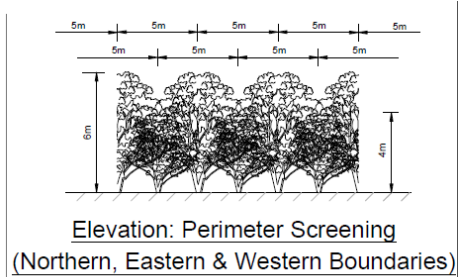 5m 5m 5m 5m 5m
5m 5m 5m 5m
6m
4m
Elevation: Perimeter Screening
(Northern, Eastern & Western Boundaries)